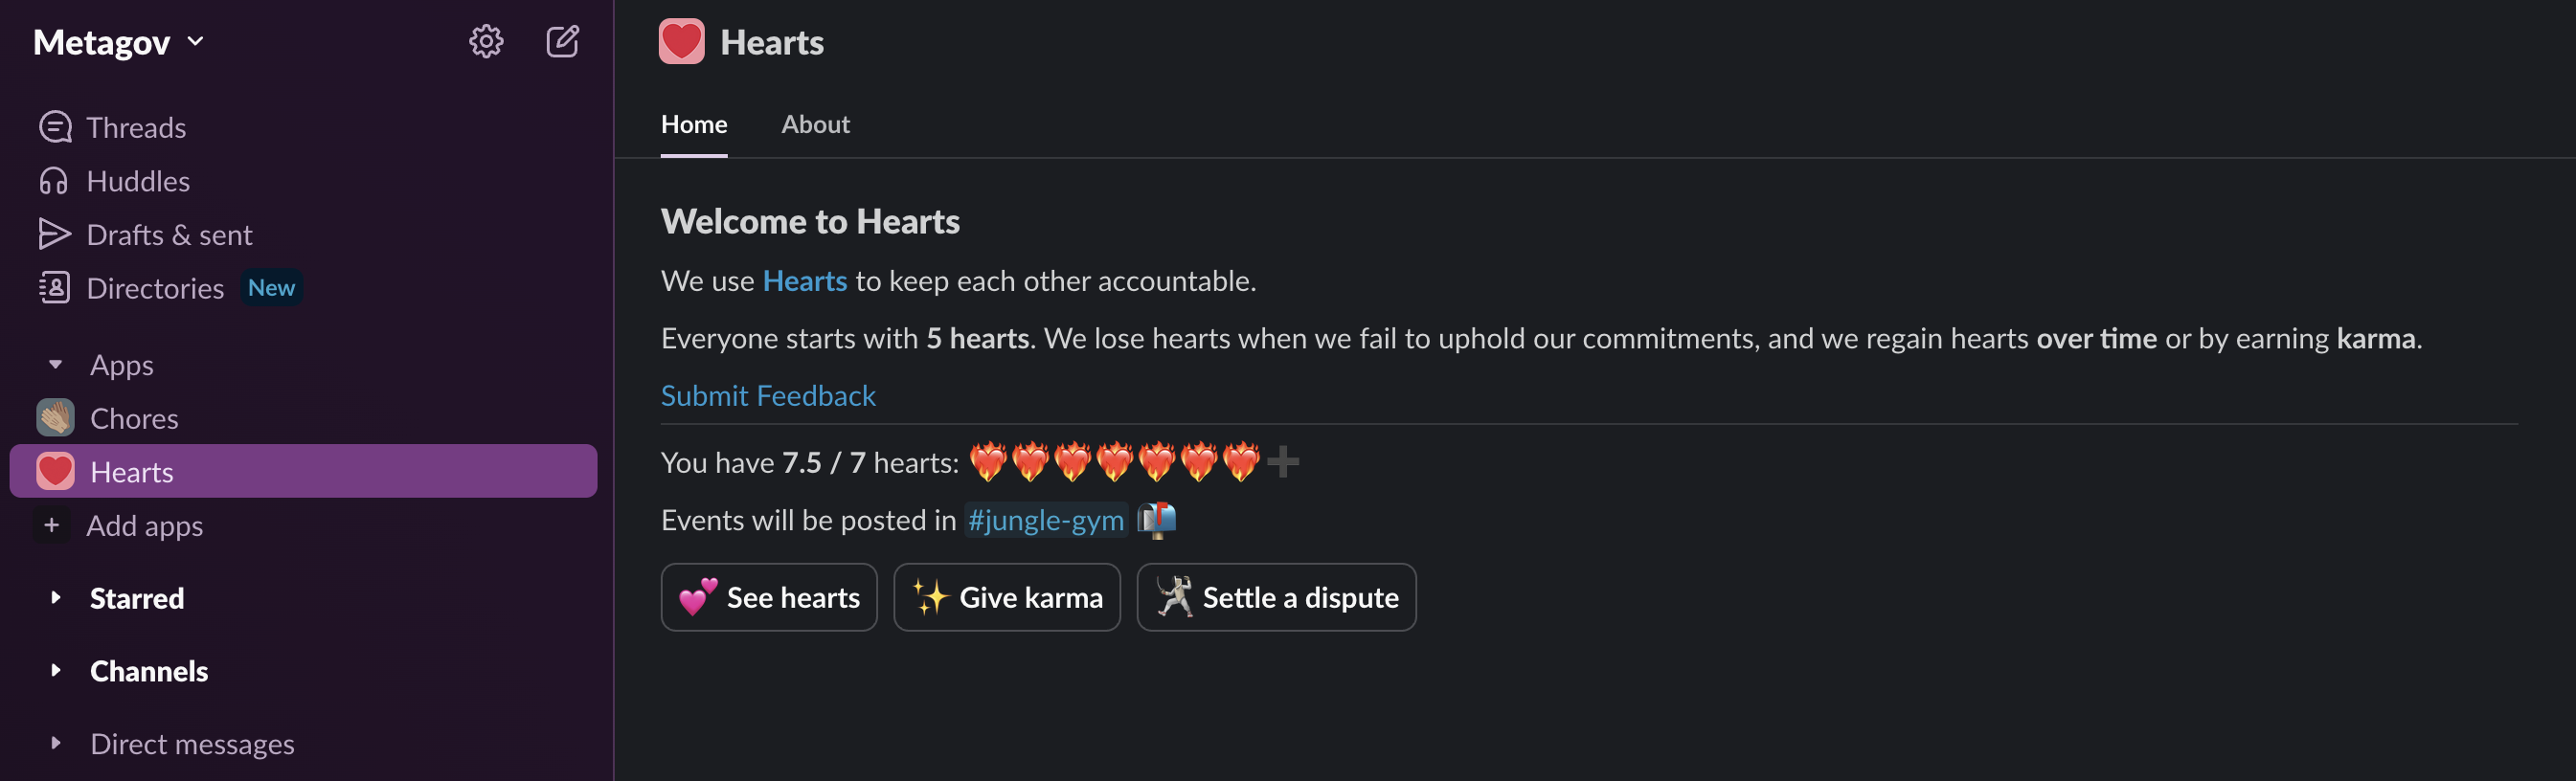 Metagov
Threads
Huddles
Drafts & sent
Directories New
Apps
Chores
Hearts
Add apps
Starred
Channels
Direct messages
Hearts
Home About
Welcome to Hearts
We use Hearts to keep each other accountable.
Everyone starts with 5 hearts. We lose hearts when we fail to uphold our commitments, and we regain hearts over time or by earning karma.
Submit Feedback
You have 7.5 / 7 hearts: ❤️‍🔥❤️‍🔥❤️‍🔥❤️‍🔥❤️‍🔥❤️‍🔥❤️‍🔥➕
Events will be posted in #jungle-gym 📬
💕 See hearts ✨ Give karma 🤺 Settle a dispute